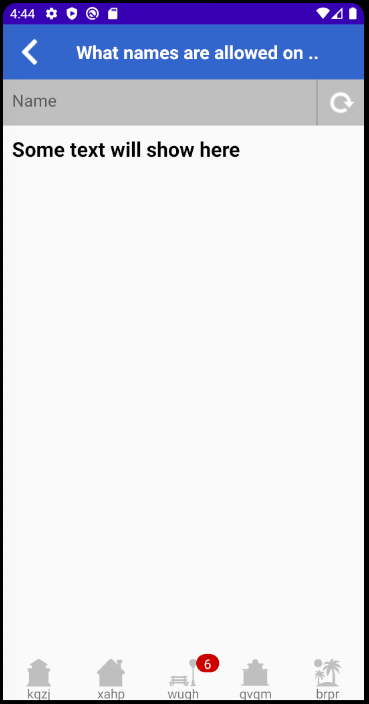 4:44
What names are allowed on ..
Name
Some text will show here
6
kqzj
xahp
wugh
qvqm
brpr